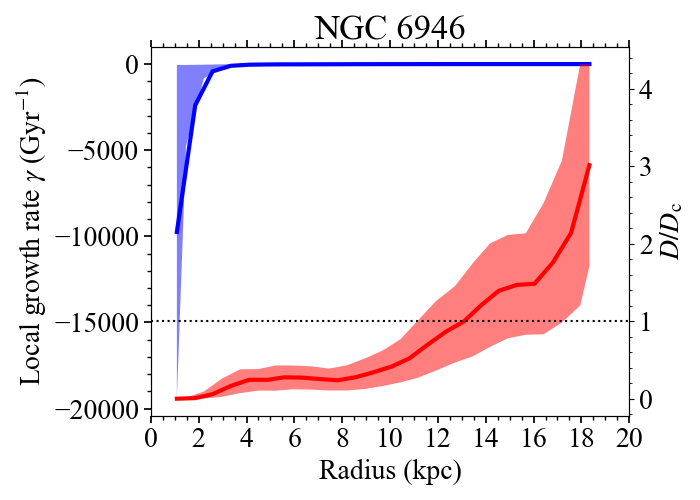 NGC 6946
Local growth rate γ (Gyr⁻¹)
0
−5000
−10000
−15000
−20000
4
3
2
1
0
D/Dc
0 2 4 6 8 10 12 14 16 18 20
Radius (kpc)